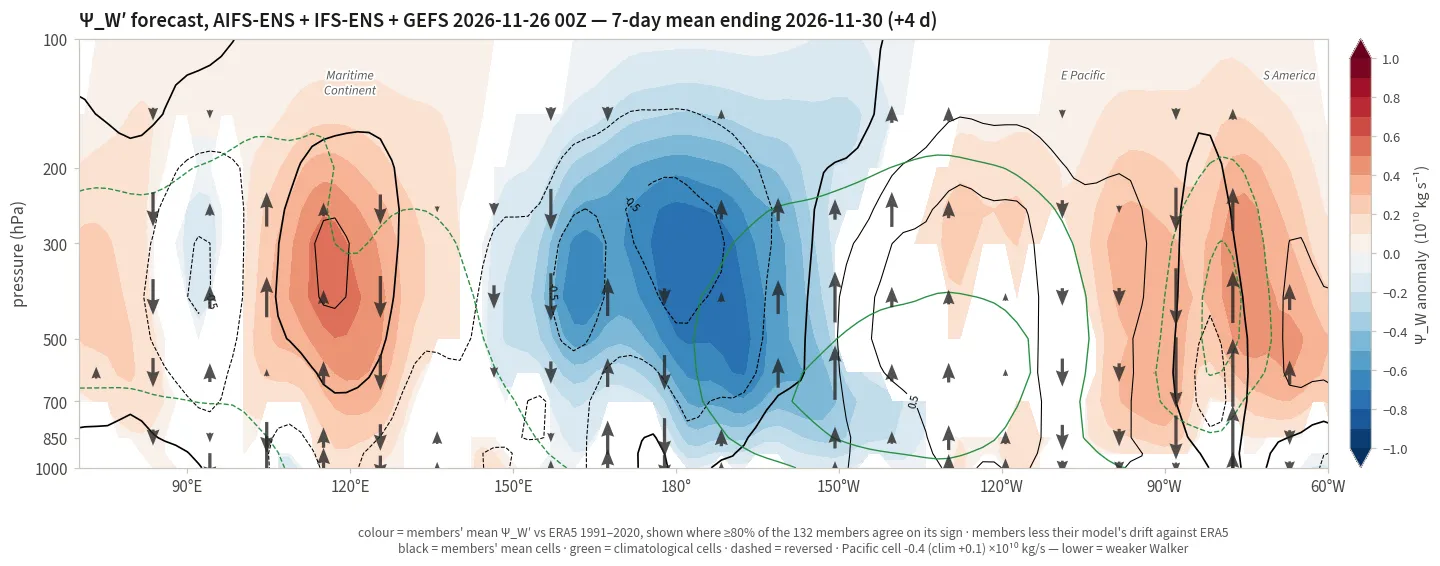 Ψ_W′ forecast, AIFS-ENS + IFS-ENS + GEFS 2026-11-26 00Z — 7-day mean ending 2026-11-30 (+4 d)
100
200
300
400
500
700
850
1000
pressure (hPa)
Maritime
Continent
E Pacific
S America
-0.5
0.5
90°E
120°E
150°E
180°
150°W
120°W
90°W
60°W
1.0
0.8
0.6
0.4
0.2
0.0
−0.2
−0.4
−0.6
−0.8
−1.0
Ψ_W anomaly (10¹⁰ kg s⁻¹)
colour = members' mean Ψ_W′ vs ERA5 1991–2020, shown where ≥80% of the 132 members agree on its sign · members less their model's drift against ERA5
black = members' mean cells · green = climatological cells · dashed = reversed · Pacific cell -0.4 (clim +0.1) ×10¹⁰ kg/s — lower = weaker Walker